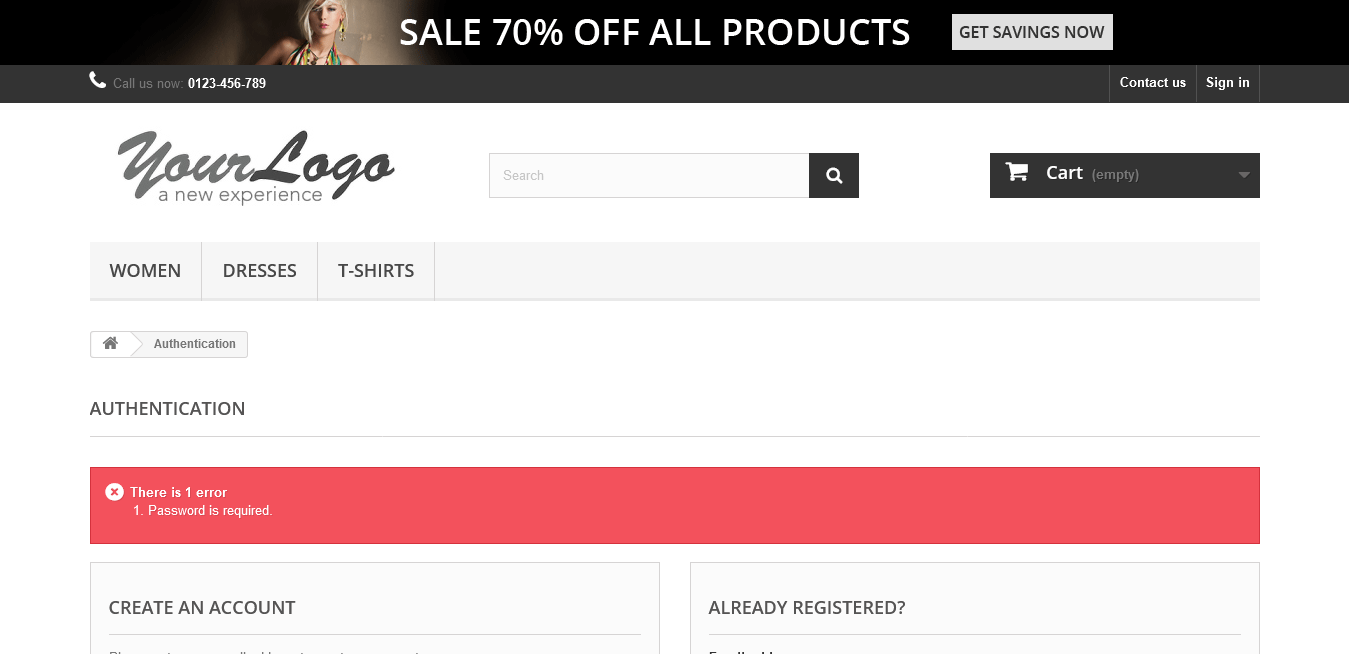 SALE 70% OFF ALL PRODUCTS GET SAVINGS NOW
Call us now: 0123-456-789 Contact us Sign in
YourLogo
a new experience
Search
Cart (empty)
WOMEN DRESSES T-SHIRTS
Authentication
AUTHENTICATION
There is 1 error
1. Password is required.
CREATE AN ACCOUNT ALREADY REGISTERED?